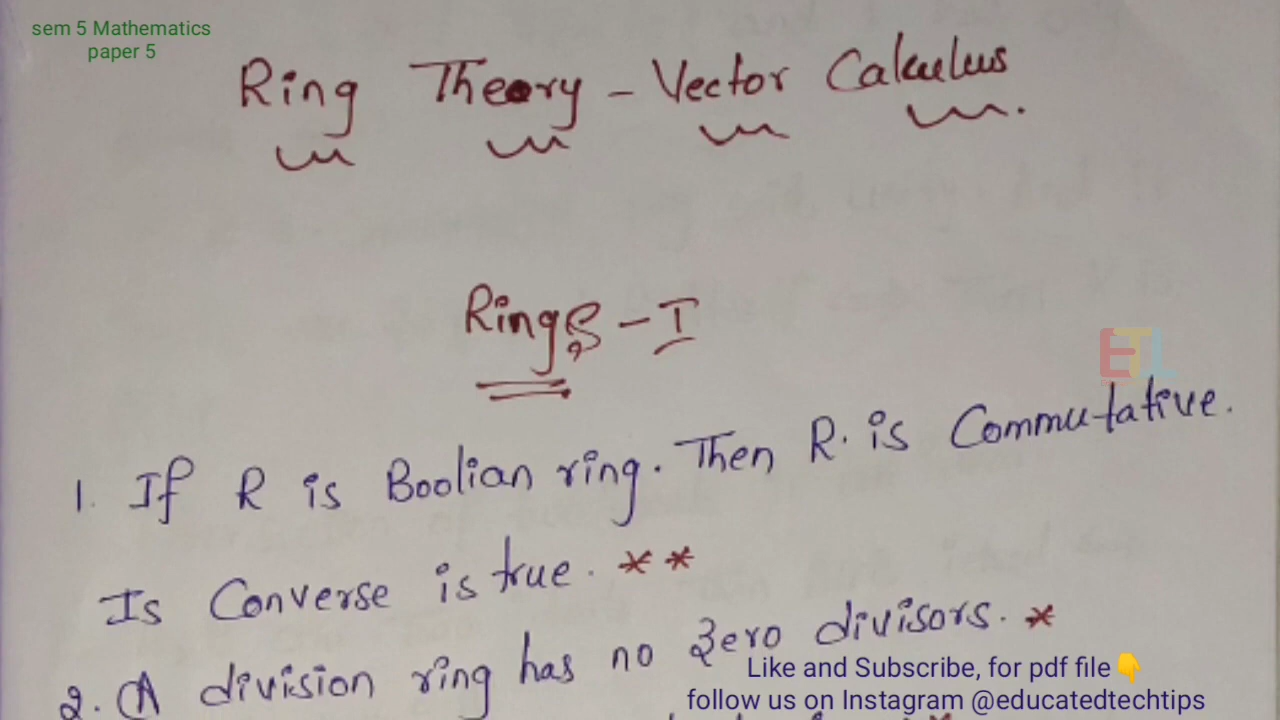 sem 5 Mathematics
paper 5
Ring Theory - Vector Calculus
Rings - I
ETL
1. If R is Boolian ring. Then R. is Commutative.
Is Converse is true. **
2. A division ring has no zero divisors. *
Like and Subscribe, for pdf file👇
follow us on Instagram @educatedtechtips